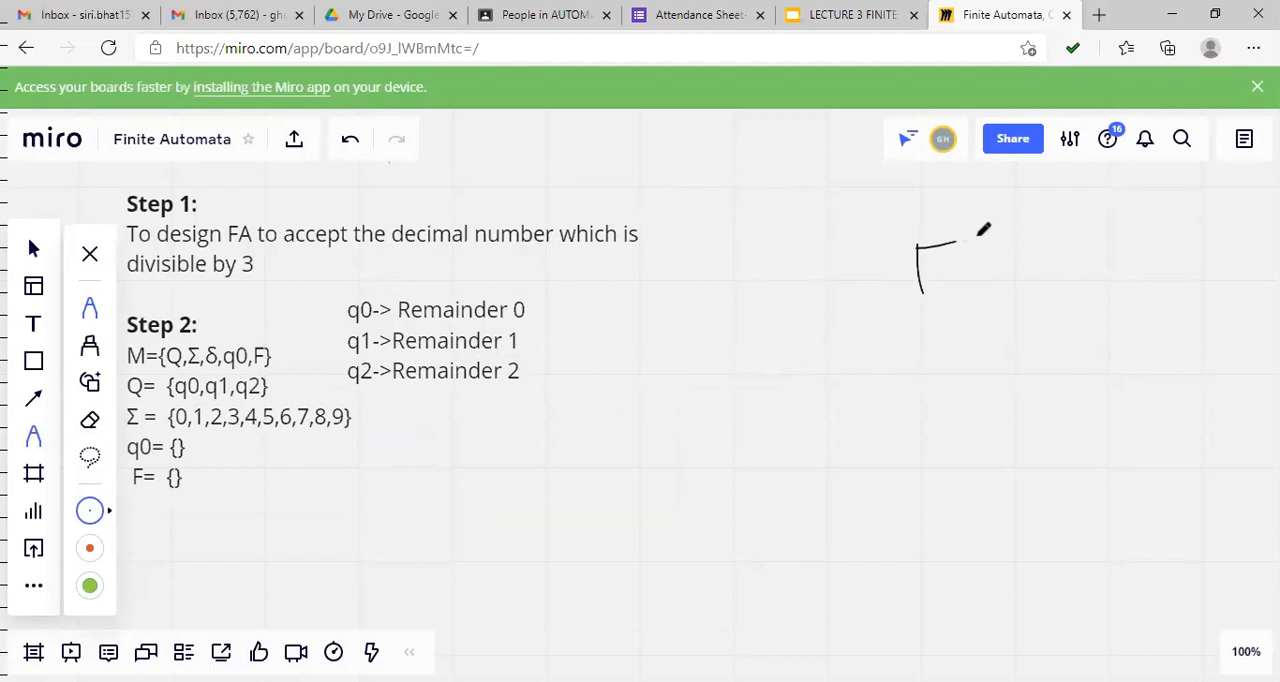 Inbox - siri.bhat15
Inbox (5,762) - ghe
My Drive - Google
People in AUTOM
Attendance Sheet-
LECTURE 3 FINITE
Finite Automata, C
https://miro.com/app/board/o9J_lWBmMtc=/
Access your boards faster by installing the Miro app on your device.
miro
Finite Automata
GH
Share
16
Step 1:
To design FA to accept the decimal number which is
divisible by 3
Step 2:
M={Q,Σ,δ,q0,F}
Q= {q0,q1,q2}
Σ = {0,1,2,3,4,5,6,7,8,9}
q0= {}
F= {}
q0-> Remainder 0
q1->Remainder 1
q2->Remainder 2
100%